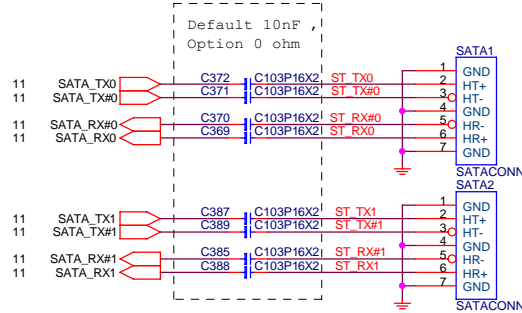 Default 10nF ,
Option 0 ohm
SATA1
11 SATA_TX0 C372 C103P16X2 ST_TX0
11 SATA_TX#0 C371 C103P16X2 ST_TX#0
11 SATA_RX#0 C370 C103P16X2 ST_RX#0
11 SATA_RX0 C369 C103P16X2 ST_RX0
1 GND
2 HT+
3 HT-
4 GND
5 HR-
6 HR+
7 GND
SATACONN
SATA2
11 SATA_TX1 C387 C103P16X2 ST_TX1
11 SATA_TX#1 C389 C103P16X2 ST_TX#1
11 SATA_RX#1 C385 C103P16X2 ST_RX#1
11 SATA_RX1 C388 C103P16X2 ST_RX1
1 GND
2 HT+
3 HT-
4 GND
5 HR-
6 HR+
7 GND
SATACONN